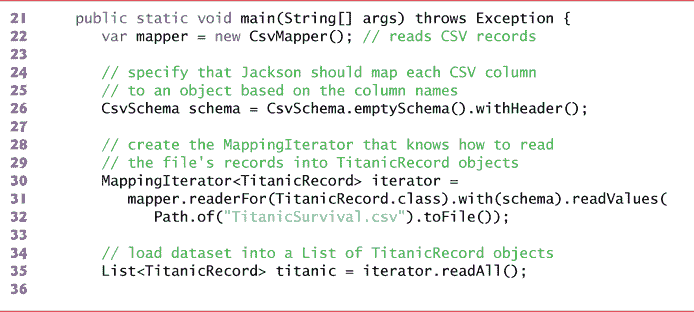 21 public static void main(String[] args) throws Exception {
22 var mapper = new CsvMapper(); // reads CSV records
23
24 // specify that Jackson should map each CSV column
25 // to an object based on the column names
26 CsvSchema schema = CsvSchema.emptySchema().withHeader();
27
28 // create the MappingIterator that knows how to read
29 // the file's records into TitanicRecord objects
30 MappingIterator<TitanicRecord> iterator =
31 mapper.readerFor(TitanicRecord.class).with(schema).readValues(
32 Path.of("TitanicSurvival.csv").toFile());
33
34 // load dataset into a List of TitanicRecord objects
35 List<TitanicRecord> titanic = iterator.readAll();
36